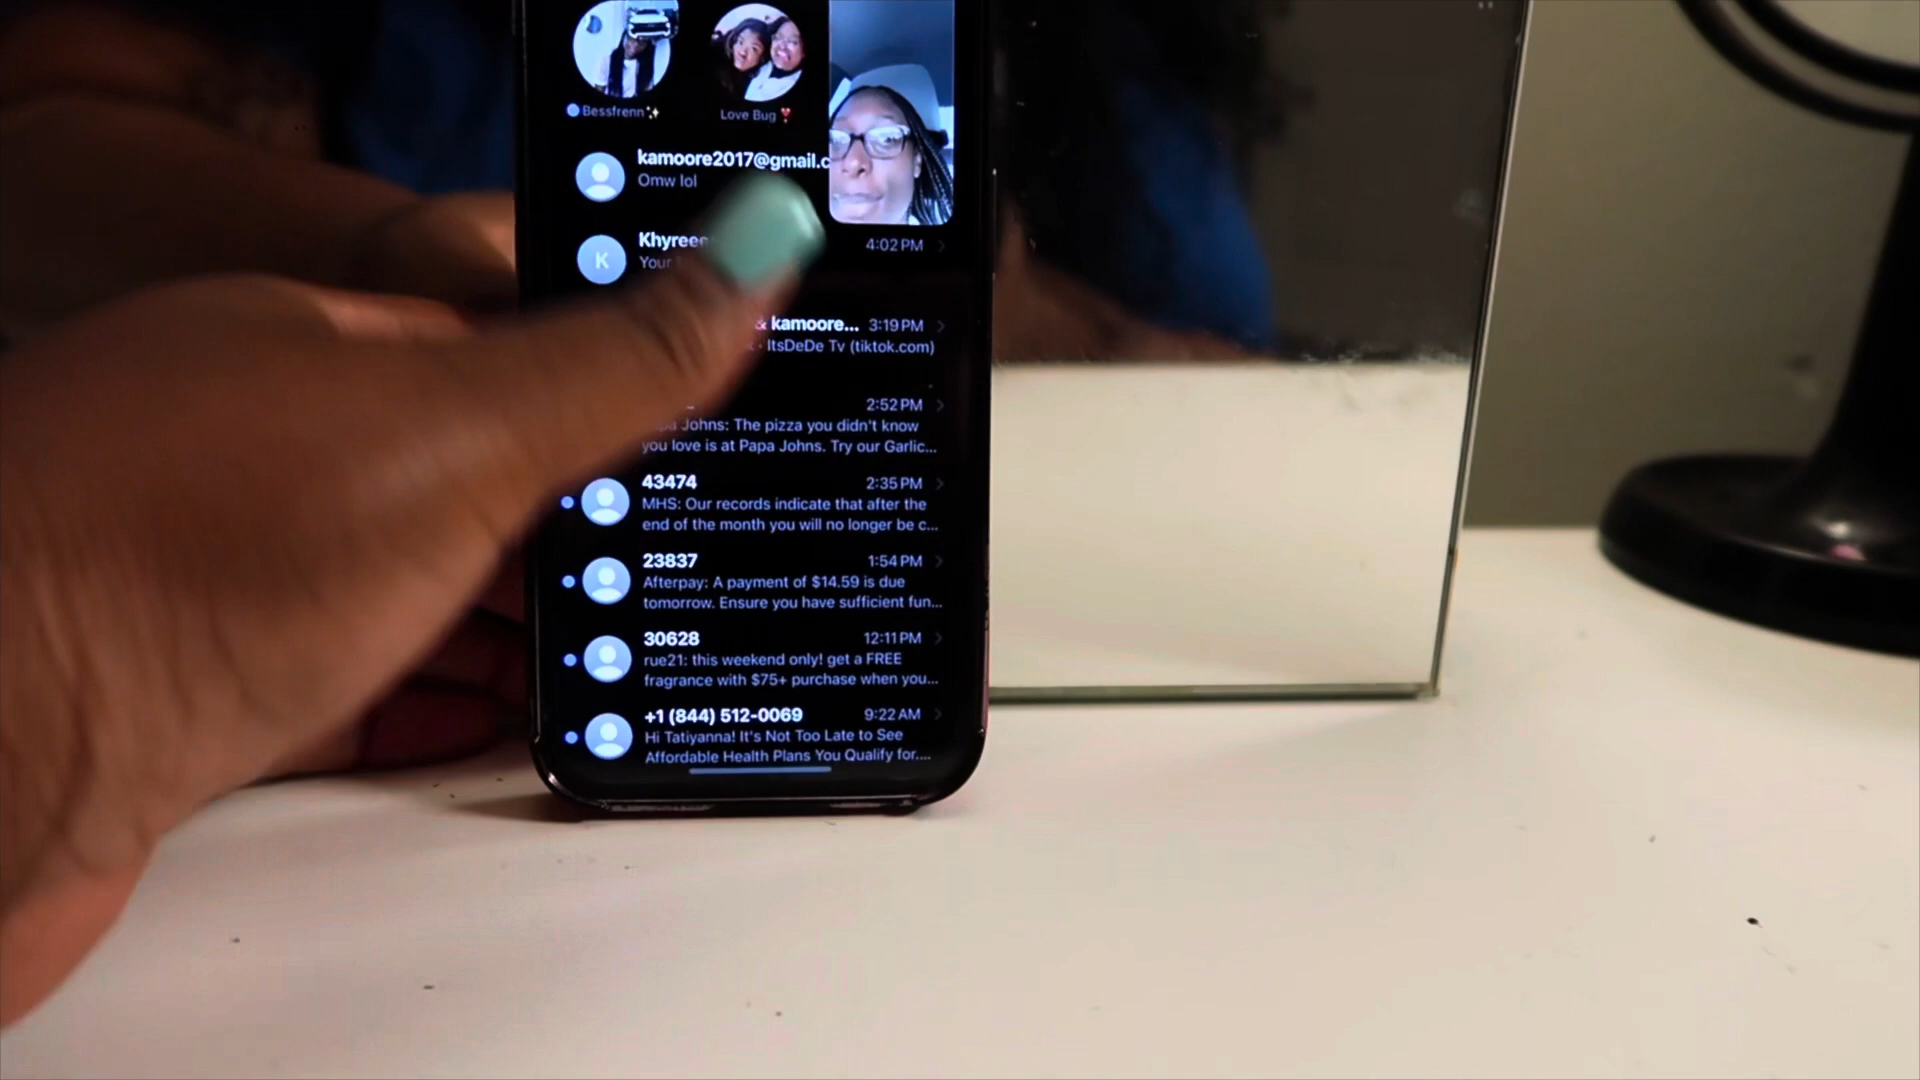 Bessfrenn✨
Love Bug❣️
kamoore2017@gmail.c
Omw lol
Khyree
4:02 PM
K
Your
& kamoore... 3:19 PM
ItsDeDe Tv (tiktok.com)
2:52 PM
Johns: The pizza you didn't know
you love is at Papa Johns. Try our Garlic...
43474 2:35 PM
MHS: Our records indicate that after the
end of the month you will no longer be c...
23837 1:54 PM
Afterpay: A payment of $14.59 is due
tomorrow. Ensure you have sufficient fun...
30628 12:11 PM
rue21: this weekend only! get a FREE
fragrance with $75+ purchase when you...
+1 (844) 512-0069 9:22 AM
Hi Tatiyanna! It's Not Too Late to See
Affordable Health Plans You Qualify for....